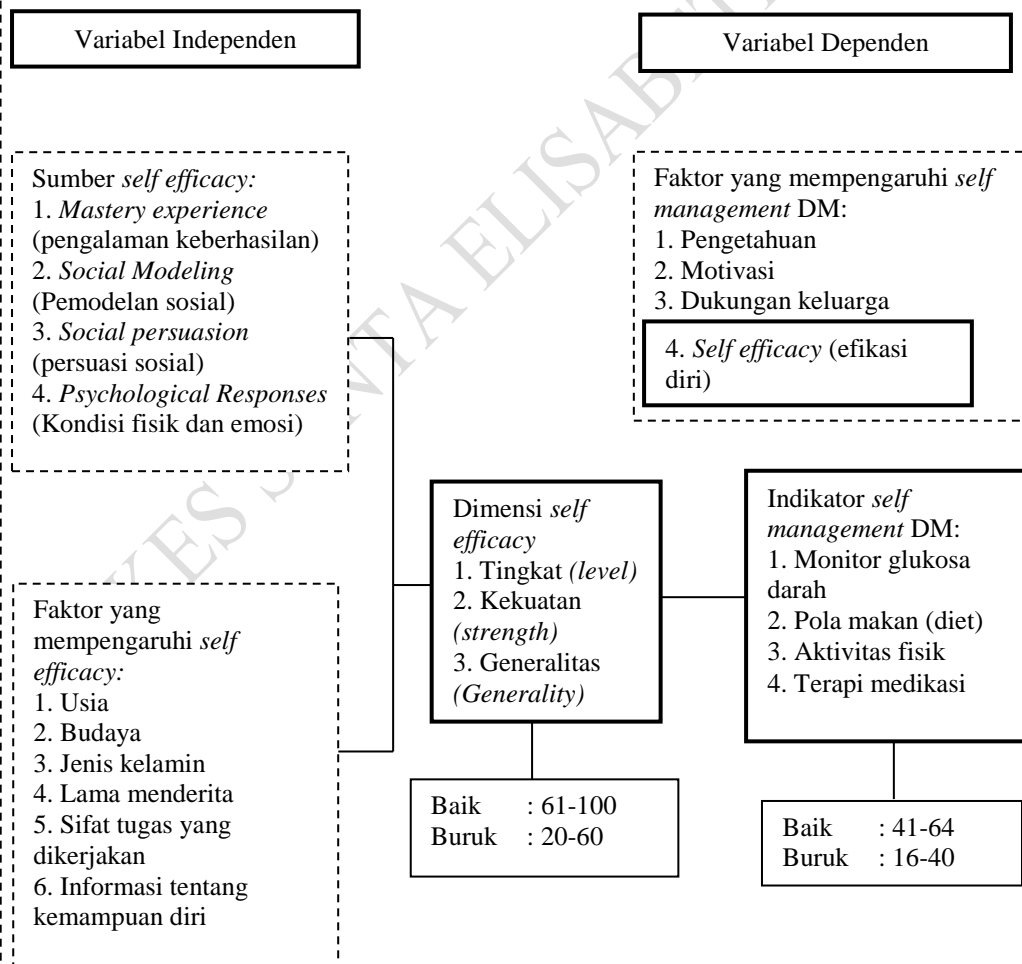 Variabel Independen
Variabel Dependen
Sumber self efficacy:
1. Mastery experience
(pengalaman keberhasilan)
2. Social Modeling
(Pemodelan sosial)
3. Social persuasion
(persuasi sosial)
4. Psychological Responses
(Kondisi fisik dan emosi)
Faktor yang mempengaruhi self
management DM:
1. Pengetahuan
2. Motivasi
3. Dukungan keluarga
4. Self efficacy (efikasi
diri)
Faktor yang
mempengaruhi self
efficacy:
1. Usia
2. Budaya
3. Jenis kelamin
4. Lama menderita
5. Sifat tugas yang
dikerjakan
6. Informasi tentang
kemampuan diri
Dimensi self
efficacy
1. Tingkat (level)
2. Kekuatan
(strength)
3. Generalitas
(Generality)
Indikator self
management DM:
1. Monitor glukosa
darah
2. Pola makan (diet)
3. Aktivitas fisik
4. Terapi medikasi
Baik : 61-100
Buruk : 20-60
Baik : 41-64
Buruk : 16-40